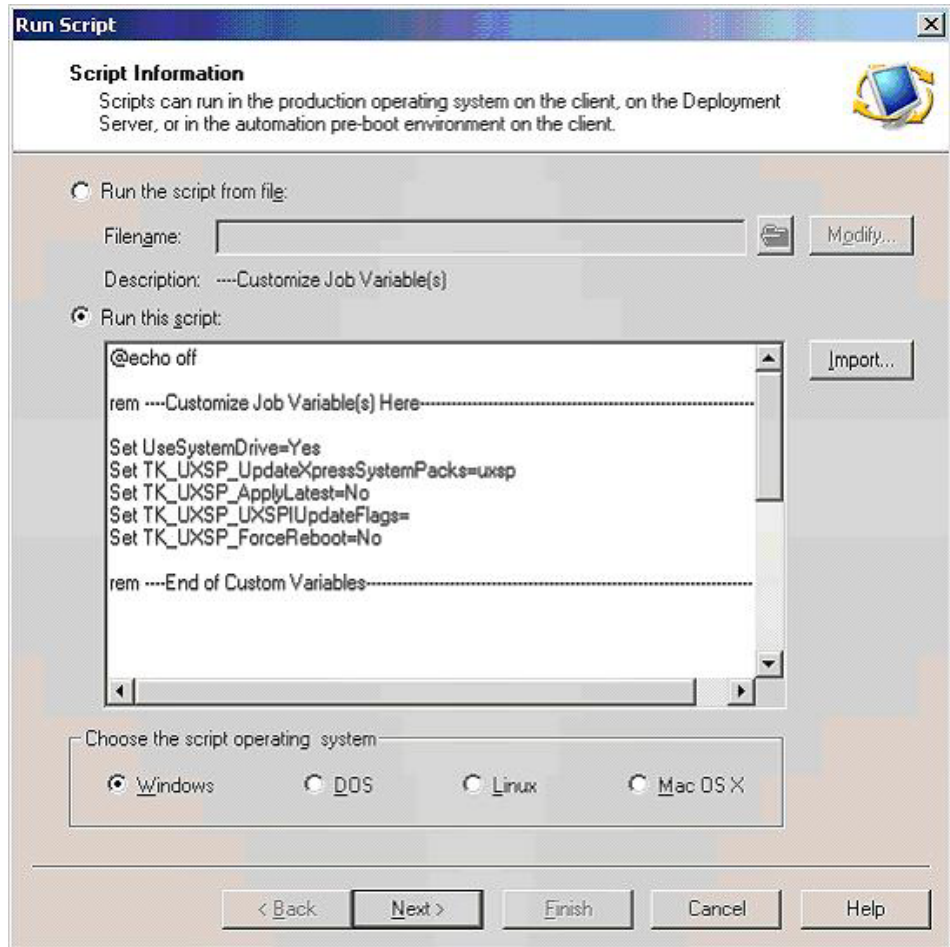 Run Script
Script Information
Scripts can run in the production operating system on the client, on the Deployment
Server, or in the automation pre-boot environment on the client.
Run the script from file:
Filename:
Modify...
Description: ----Customize Job Variable(s)
Run this script:
@echo off
Import...
rem ----Customize Job Variable(s) Here----------------------------------------------------------------------
Set UseSystemDrive=Yes
Set TK_UXSP_UpdateXpressSystemPacks=uxsp
Set TK_UXSP_ApplyLatest=No
Set TK_UXSP_UXSPIUpdateFlags=
Set TK_UXSP_ForceReboot=No
rem ----End of Custom Variables--------------------------------------------------------------------------------
Choose the script operating system
Windows DOS Linux Mac OS X
< Back Next > Finish Cancel Help